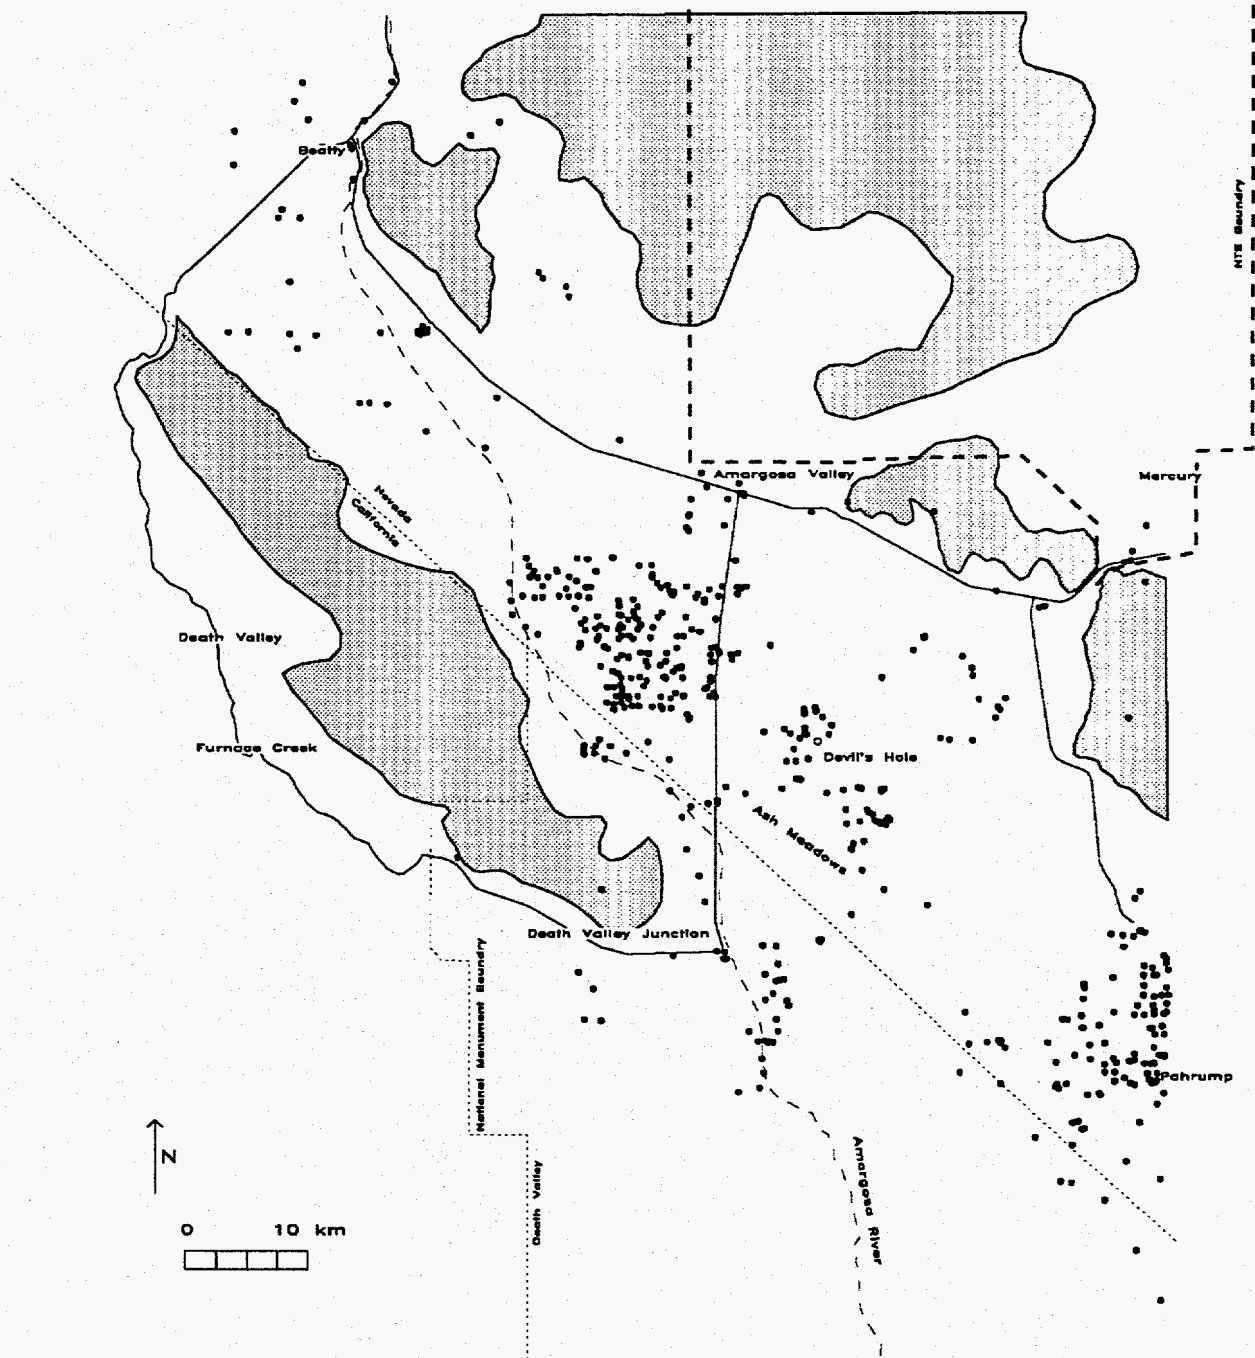 Beatty
NTS Boundry
Amargosa Valley
Mercury
Nevada
California
Death Valley
Furnace Creek
Devil's Hole
Ash Meadows
Death Valley Junction
National Monument Boundry
Pahrump
N
Amargosa River
Death Valley
0 10 km